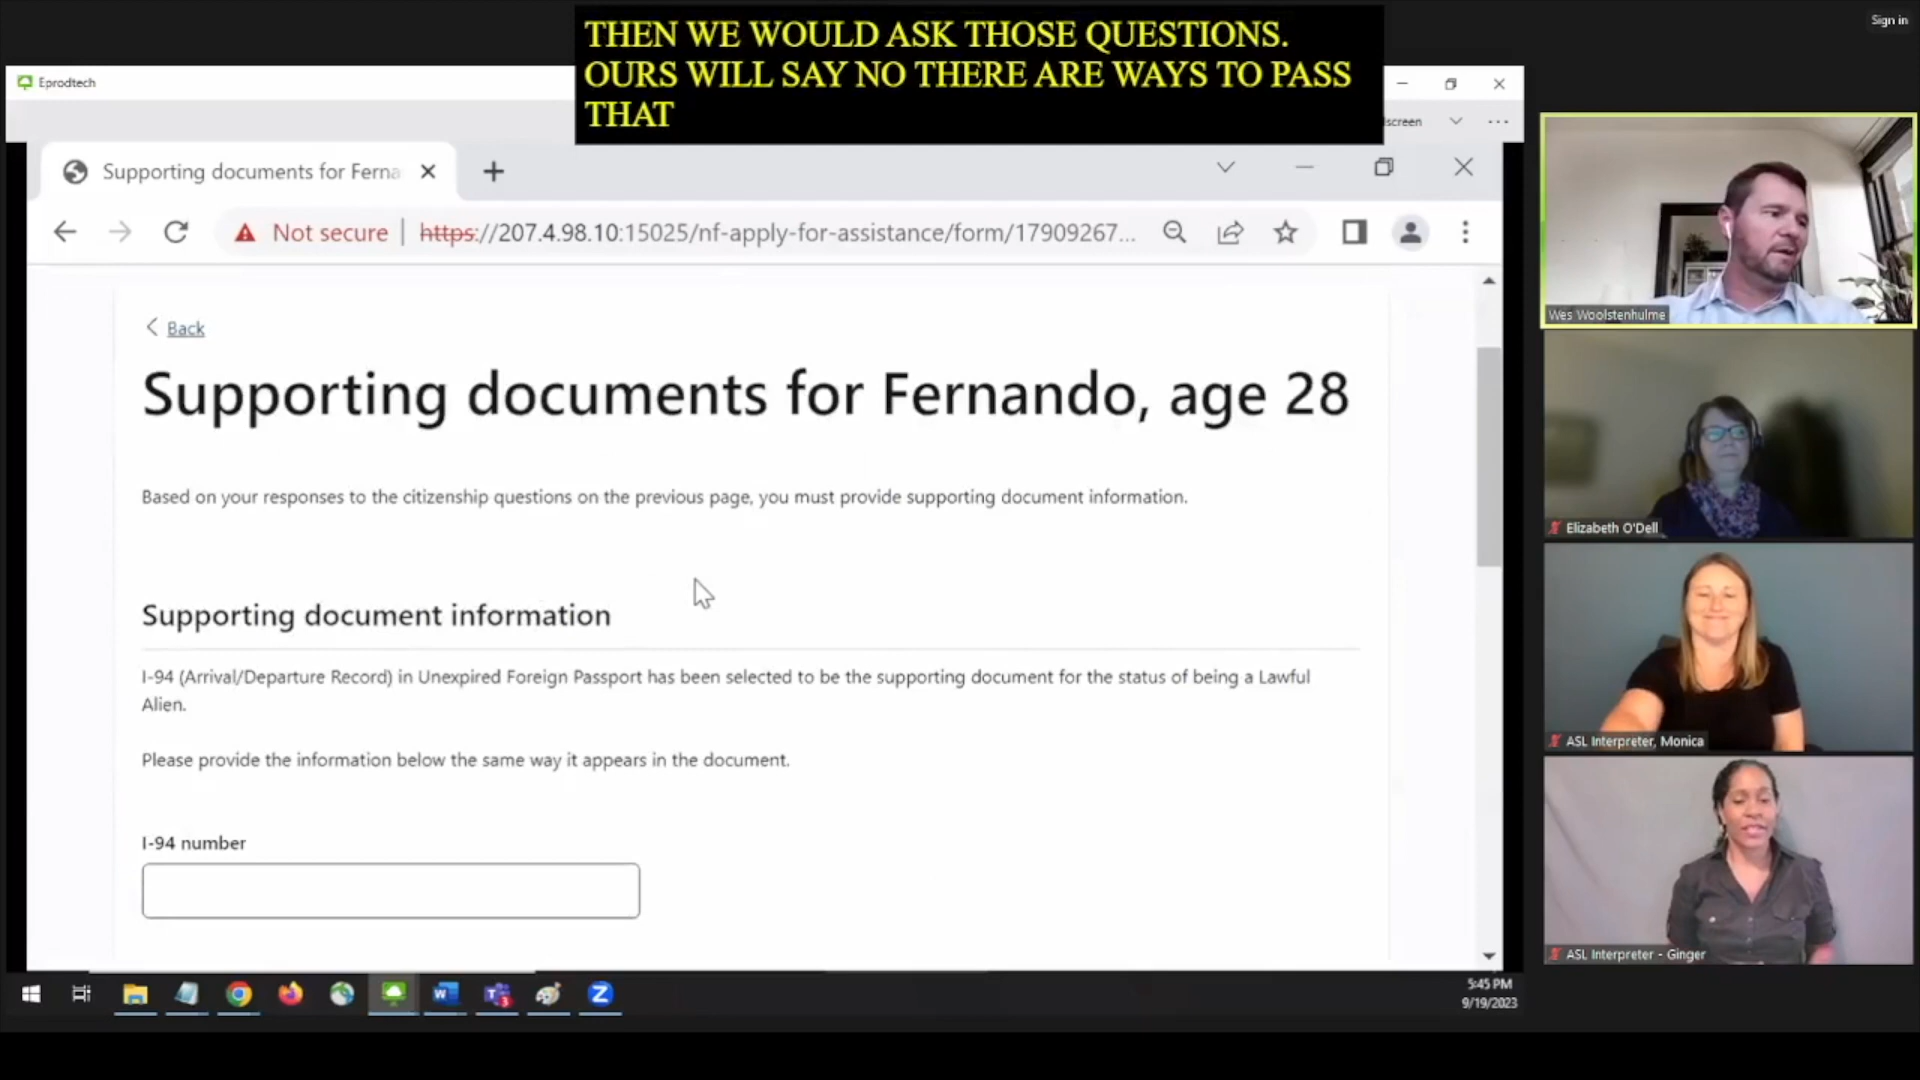 THEN WE WOULD ASK THOSE QUESTIONS.
OURS WILL SAY NO THERE ARE WAYS TO PASS
THAT
Sign in
Eprodtech
lscreen
Supporting documents for Ferna
Not secure
https://207.4.98.10:15025/nf-apply-for-assistance/form/17909267...
Back
Supporting documents for Fernando, age 28
Based on your responses to the citizenship questions on the previous page, you must provide supporting document information.
Supporting document information
I-94 (Arrival/Departure Record) in Unexpired Foreign Passport has been selected to be the supporting document for the status of being a Lawful
Alien.
Please provide the information below the same way it appears in the document.
I-94 number
Wes Woolstenhulme
Elizabeth O'Dell
ASL Interpreter, Monica
ASL Interpreter - Ginger
5:45 PM
9/19/2023